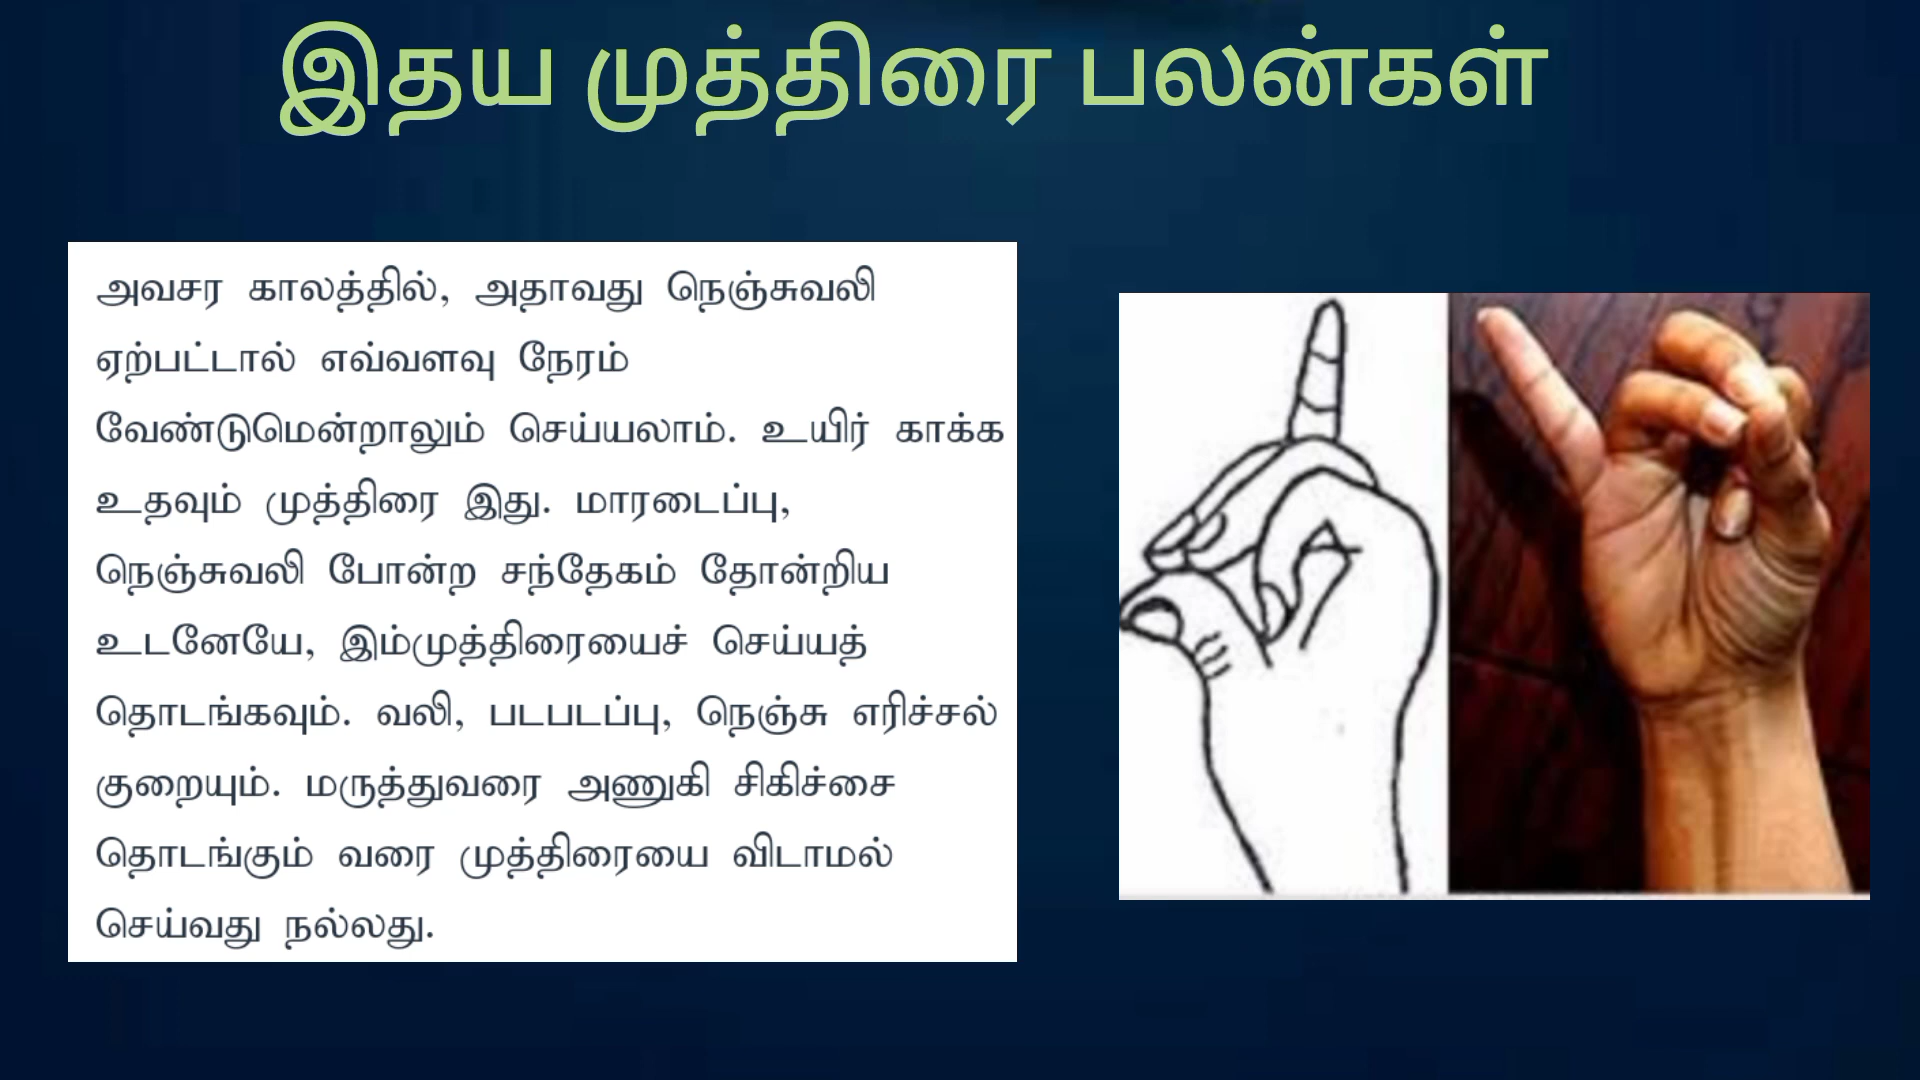 இதய முத்திரை பலன்கள்
அவசர காலத்தில், அதாவது நெஞ்சுவலி
ஏற்பட்டால் எவ்வளவு நேரம்
வேண்டுமென்றாலும் செய்யலாம். உயிர் காக்க
உதவும் முத்திரை இது. மாரடைப்பு,
நெஞ்சுவலி போன்ற சந்தேகம் தோன்றிய
உடனேயே, இம்முத்திரையைச் செய்யத்
தொடங்கவும். வலி, படபடப்பு, நெஞ்சு எரிச்சல்
குறையும். மருத்துவரை அணுகி சிகிச்சை
தொடங்கும் வரை முத்திரையை விடாமல்
செய்வது நல்லது.